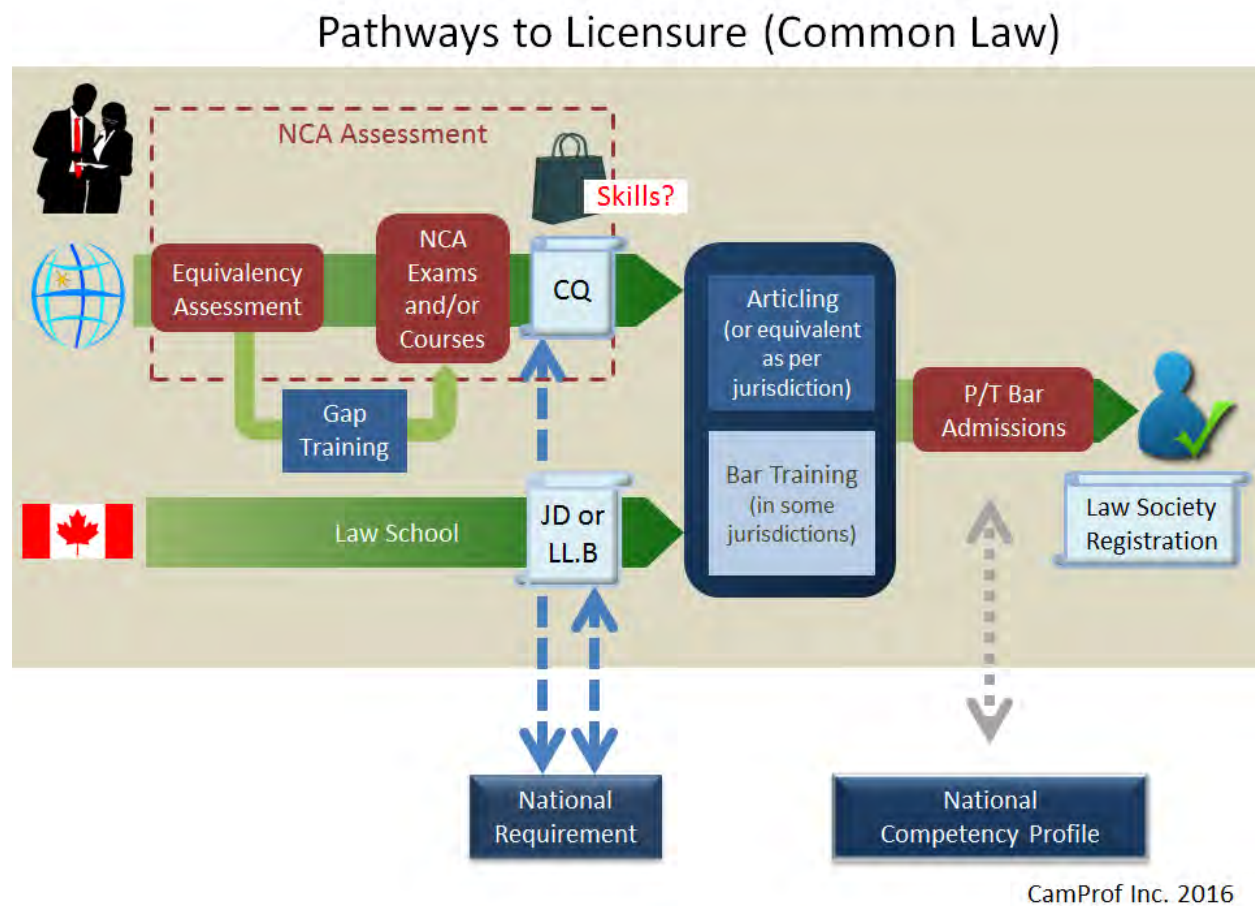 Pathways to Licensure (Common Law)
NCA Assessment
Skills?
Equivalency
Assessment
NCA
Exams
and/or
Courses
CQ
Gap
Training
Law School
JD or
LL.B
Articling
(or equivalent
as per
jurisdiction)
Bar Training
(in some
jurisdictions)
P/T Bar
Admissions
Law Society
Registration
National
Requirement
National
Competency Profile
CamProf Inc. 2016